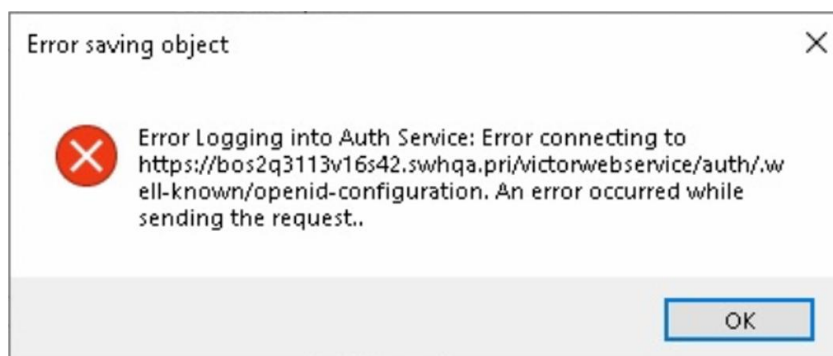 Error saving object
Error Logging into Auth Service: Error connecting to
https://bos2q3113v16s42.swhqa.pri/victorwebservice/auth/.w
ell-known/openid-configuration. An error occurred while
sending the request..
OK